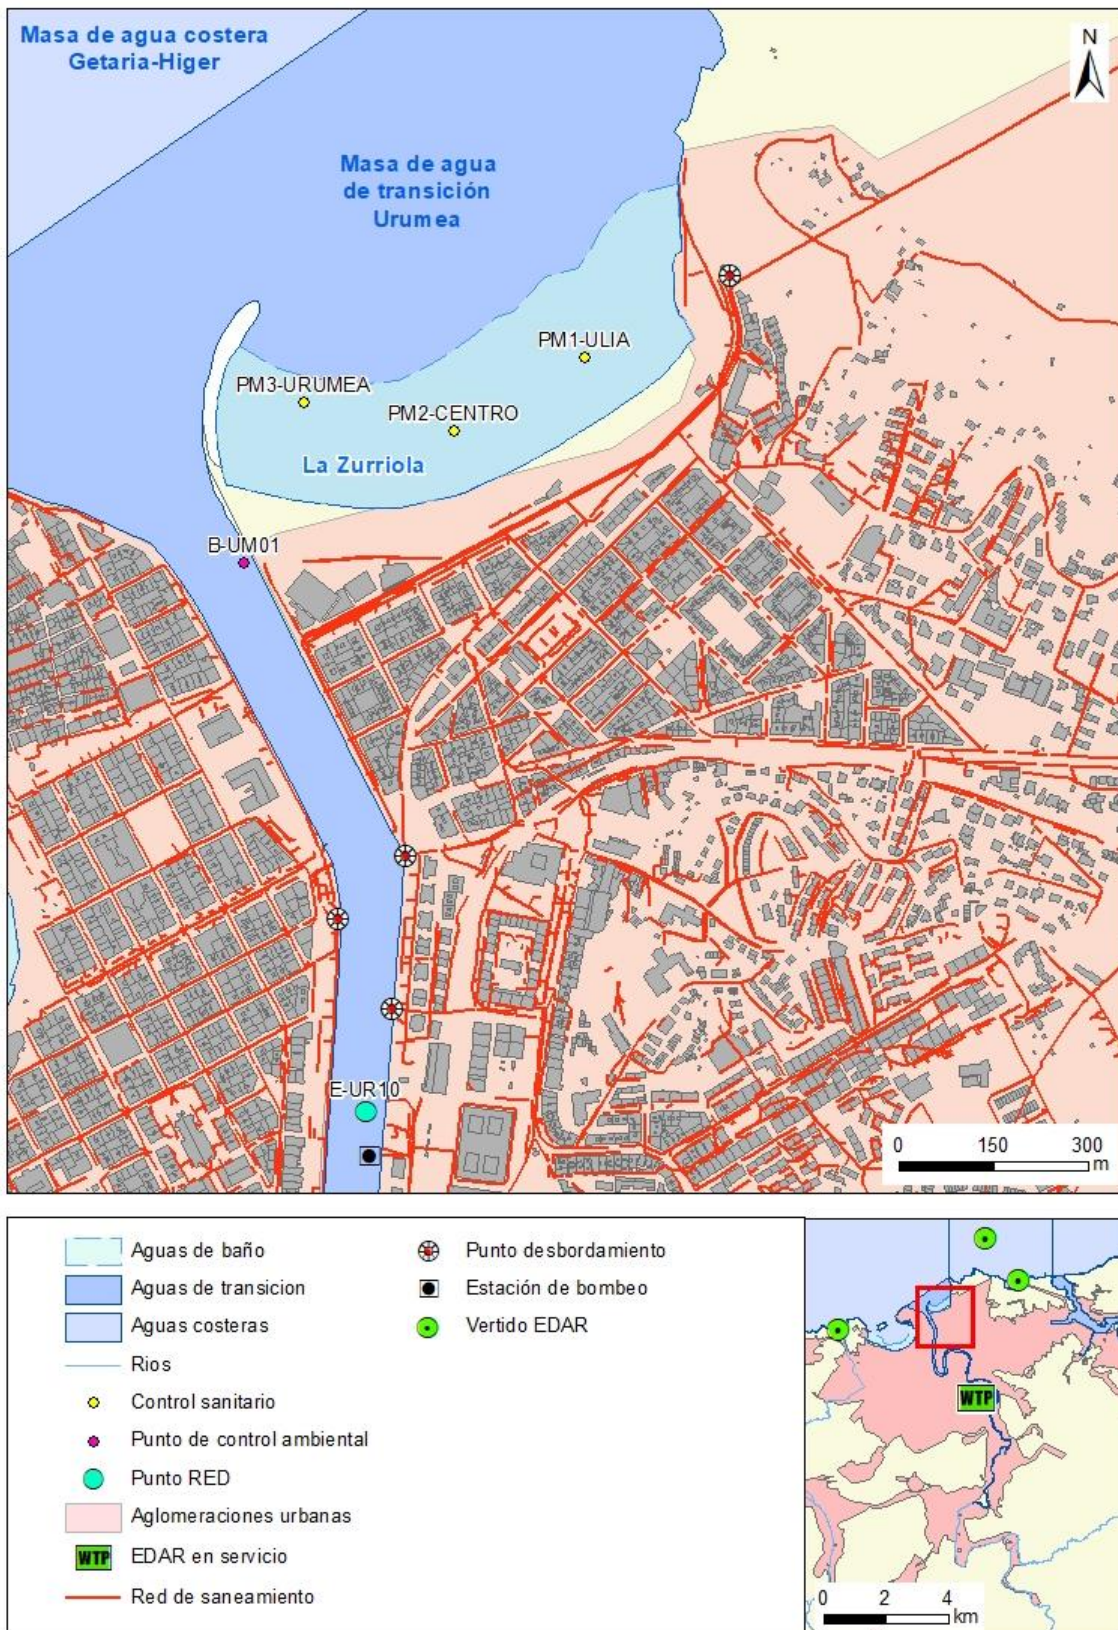 Masa de agua costera
Getaria-Higer
N
Masa de agua
de transición
Urumea
PM1-ULIA
PM3-URUMEA
PM2-CENTRO
La Zurriola
B-UM01
E-UR10
0 150 300
m
Aguas de baño
Aguas de transicion
Aguas costeras
Rios
Control sanitario
Punto de control ambiental
Punto RED
Aglomeraciones urbanas
WTP EDAR en servicio
Red de saneamiento
Punto desbordamiento
Estación de bombeo
Vertido EDAR
WTP
0 2 4
km